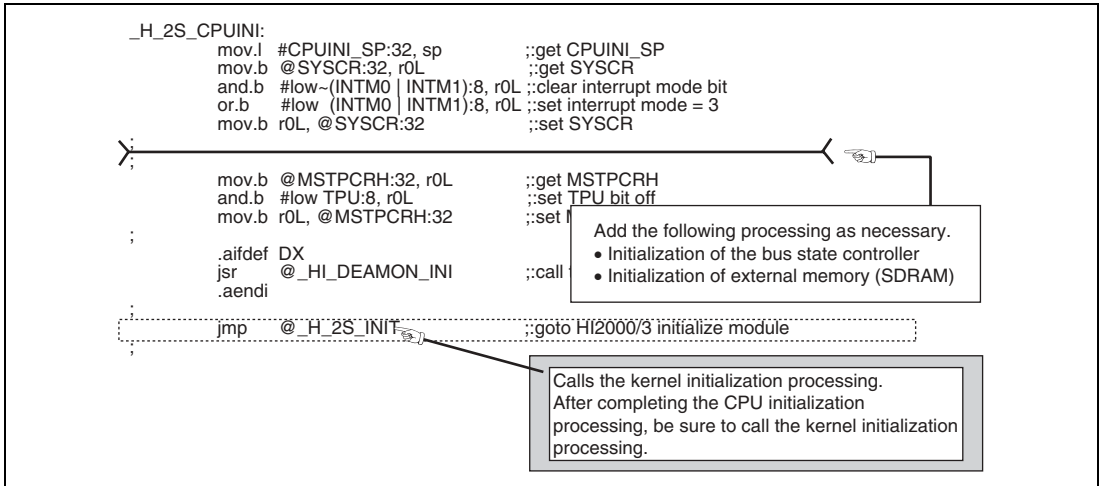 _H_2S_CPUINI:
mov.l #CPUINI_SP:32, sp ;:get CPUINI_SP
mov.b @SYSCR:32, r0L ;:get SYSCR
and.b #low~(INTM0 | INTM1):8, r0L ;:clear interrupt mode bit
or.b #low (INTM0 | INTM1):8, r0L ;:set interrupt mode = 3
mov.b r0L, @SYSCR:32 ;:set SYSCR
;
;
mov.b @MSTPCRH:32, r0L ;:get MSTPCRH
and.b #low TPU:8, r0L ;:set TPU bit off
mov.b r0L, @MSTPCRH:32 ;:set
Add the following processing as necessary.
• Initialization of the bus state controller
• Initialization of external memory (SDRAM)
;
.aifdef DX
jsr @_HI_DEAMON_INI ;:call
.aendi
;
jmp @_H_2S_INIT ;:goto HI2000/3 initialize module
;
Calls the kernel initialization processing.
After completing the CPU initialization
processing, be sure to call the kernel initialization
processing.